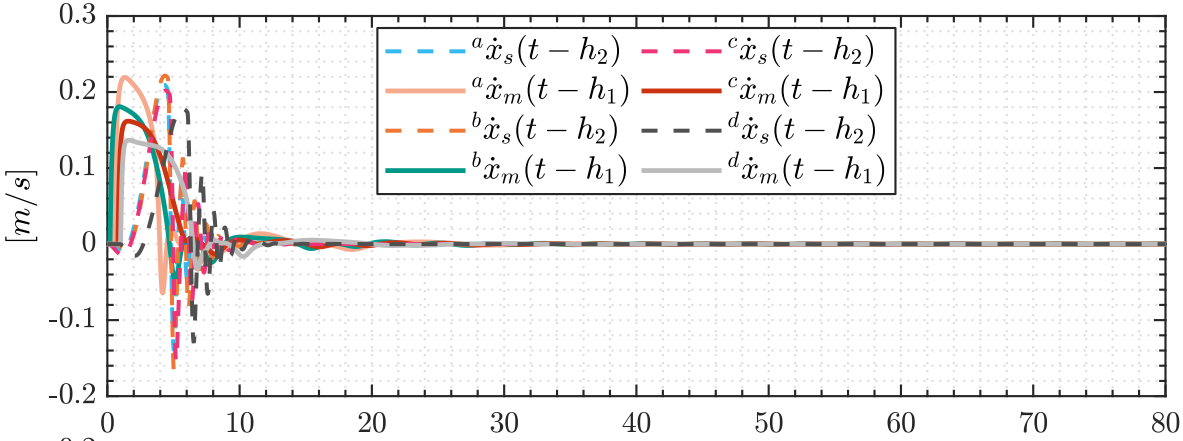 0.3
0.2
0.1
0
-0.1
-0.2
[m/s]
ᵃẋₛ(t − h₂) ᶜẋₛ(t − h₂)
ᵃẋₘ(t − h₁) ᶜẋₘ(t − h₁)
ᵇẋₛ(t − h₂) ᵈẋₛ(t − h₂)
ᵇẋₘ(t − h₁) ᵈẋₘ(t − h₁)
0 10 20 30 40 50 60 70 80